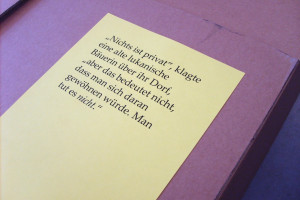 „Nichts ist privat“, klagte
eine alte lukanische
Bäuerin über ihr Dorf,
„aber das bedeutet nicht,
dass man sich daran
gewöhnen würde. Man
tut es nicht.“